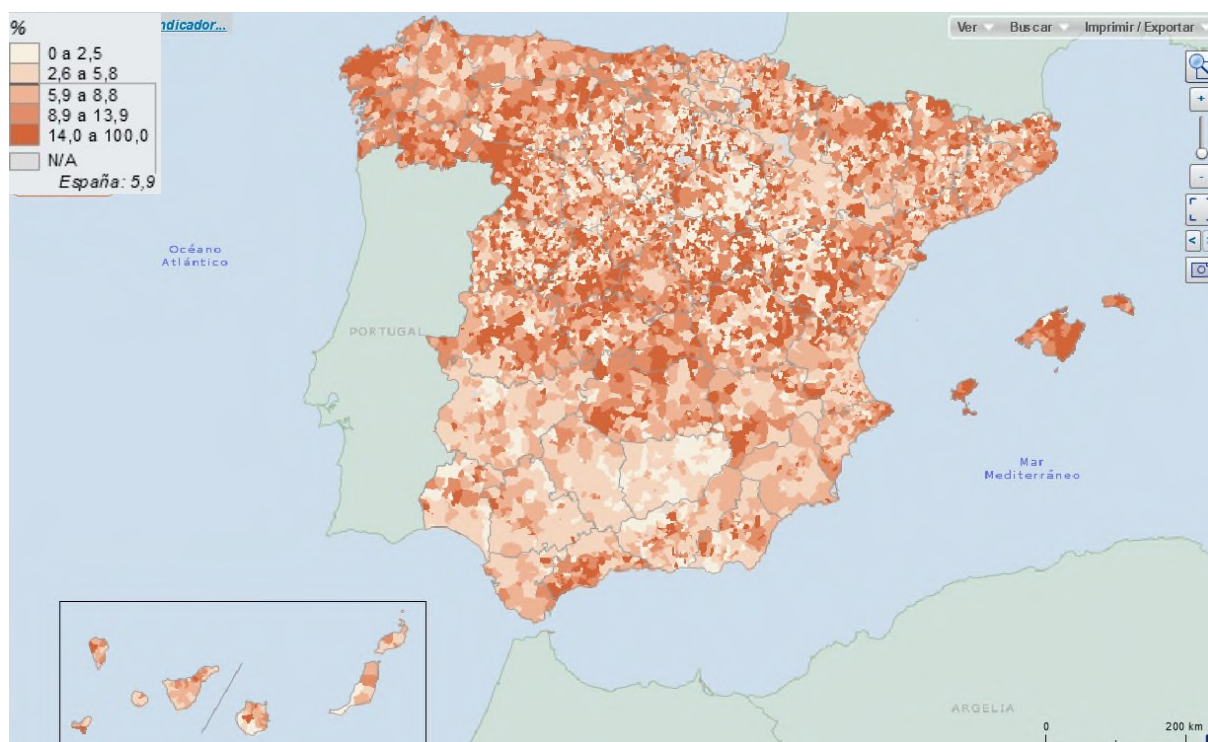 %
ndicador...
0 a 2,5
2,6 a 5,8
5,9 a 8,8
8,9 a 13,9
14,0 a 100,0
N/A
España: 5,9
Ver Buscar Imprimir / Exportar
+
-
<
Océano
Atlántico
PORTUGAL
Mar
Mediterráneo
ARGELIA
0 200 km